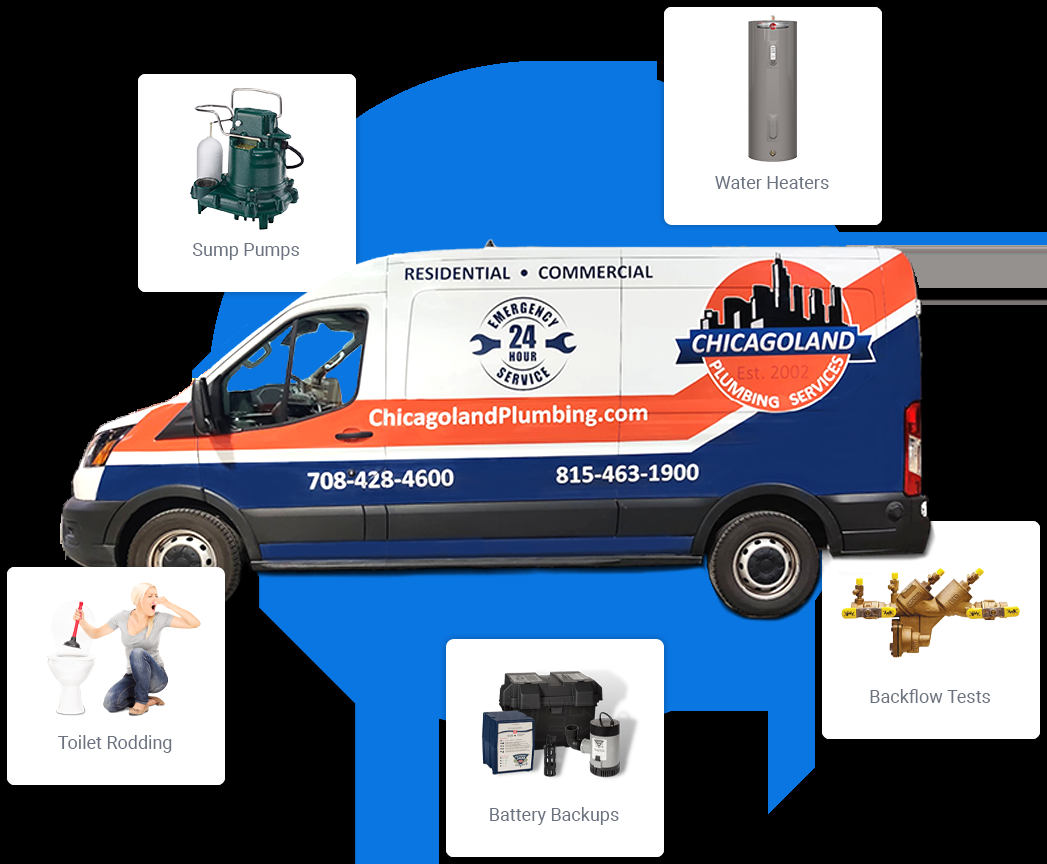 Water Heaters
Sump Pumps
RESIDENTIAL • COMMERCIAL
EMERGENCY
24
HOUR
SERVICE
CHICAGOLAND
Est. 2002
PLUMBING SERVICES
ChicagolandPlumbing.com
708-428-4600
815-463-1900
Backflow Tests
Toilet Rodding
Battery Backups